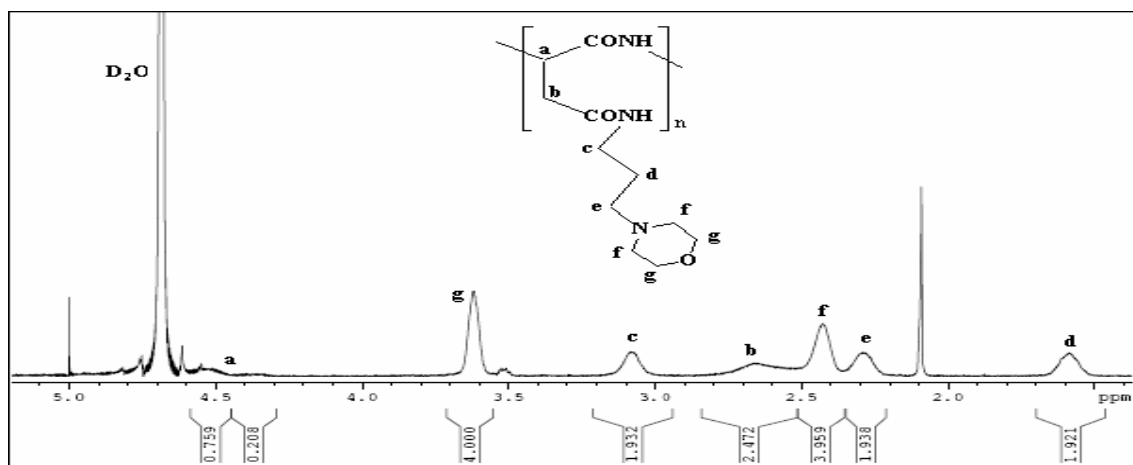 D₂O
a
CONH
b
CONH
n
c
d
e
N
f
f
g
g
O
a
g
c
b
f
e
d
5.0 4.5 4.0 3.5 3.0 2.5 2.0 ppm
0.759 0.208 4.000 1.932 2.472 3.959 1.938 1.921